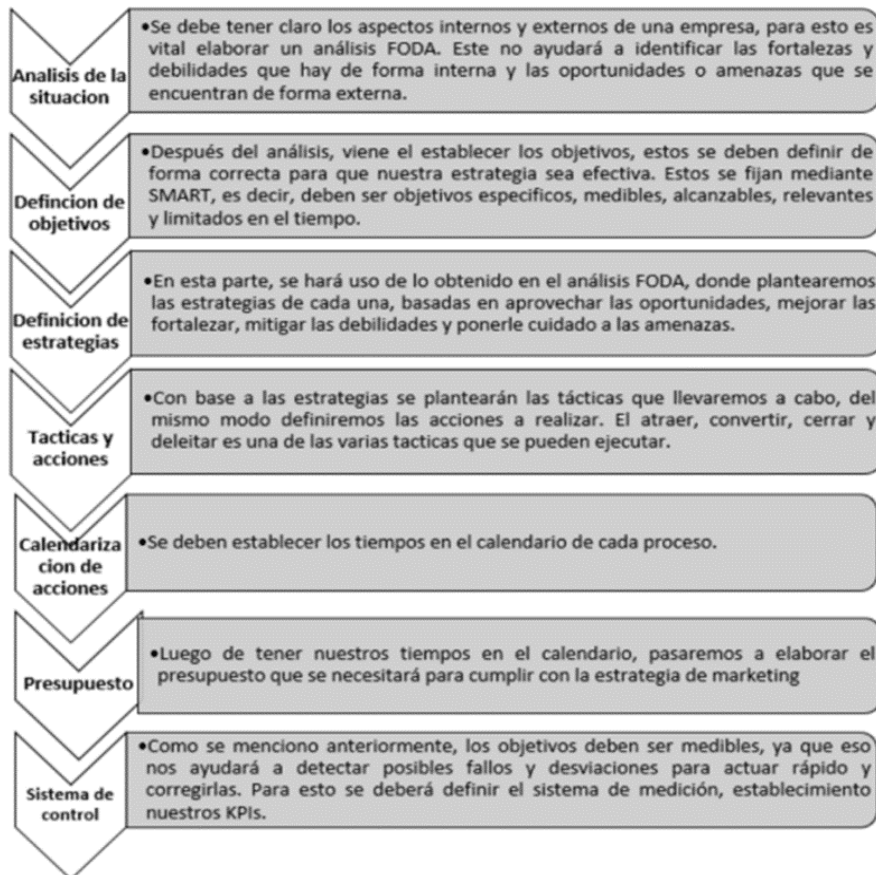 Analisis de la
situacion
•Se debe tener claro los aspectos internos y externos de una empresa, para esto es
vital elaborar un análisis FODA. Este no ayudará a identificar las fortalezas y
debilidades que hay de forma interna y las oportunidades o amenazas que se
encuentran de forma externa.
Defincion de
objetivos
•Después del análisis, viene el establecer los objetivos, estos se deben definir de
forma correcta para que nuestra estrategia sea efectiva. Estos se fijan mediante
SMART, es decir, deben ser objetivos especificos, medibles, alcanzables, relevantes
y limitados en el tiempo.
Definicion de
estrategias
•En esta parte, se hará uso de lo obtenido en el análisis FODA, donde plantearemos
las estrategias de cada una, basadas en aprovechar las oportunidades, mejorar las
fortalezar, mitigar las debilidades y ponerle cuidado a las amenazas.
Tacticas y
acciones
•Con base a las estrategias se plantearán las tácticas que llevaremos a cabo, del
mismo modo definiremos las acciones a realizar. El atraer, convertir, cerrar y
deleitar es una de las varias tacticas que se pueden ejecutar.
Calendariza
cion de
acciones
•Se deben establecer los tiempos en el calendario de cada proceso.
Presupuesto
•Luego de tener nuestros tiempos en el calendario, pasaremos a elaborar el
presupuesto que se necesitará para cumplir con la estrategia de marketing
Sistema de
control
•Como se menciono anteriormente, los objetivos deben ser medibles, ya que eso
nos ayudará a detectar posibles fallos y desviaciones para actuar rápido y
corregirlas. Para esto se deberá definir el sistema de medición, establecimiento
nuestros KPIs.